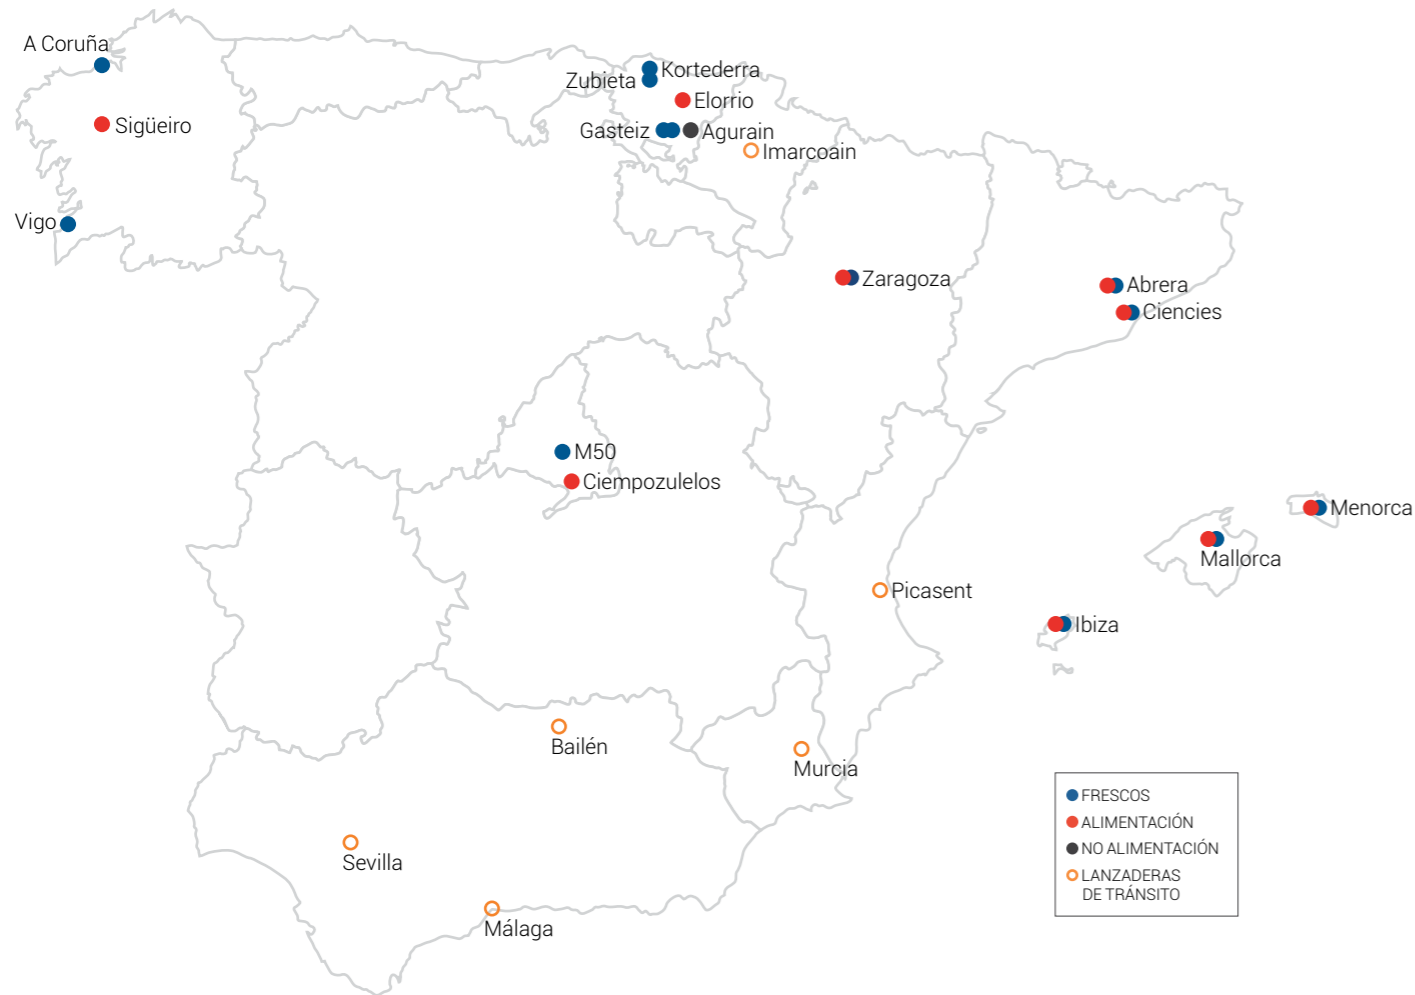 A Coruña
Kortederra
Zubieta
Elorrio
Sigüeiro
Gasteiz
Agurain
Imarcoain
Vigo
Zaragoza
Abrera
Ciencies
M50
Ciempozulelos
Menorca
Mallorca
Picasent
Ibiza
Bailén
Murcia
Sevilla
Málaga
FRESCOS
ALIMENTACIÓN
NO ALIMENTACIÓN
LANZADERAS
DE TRÁNSITO